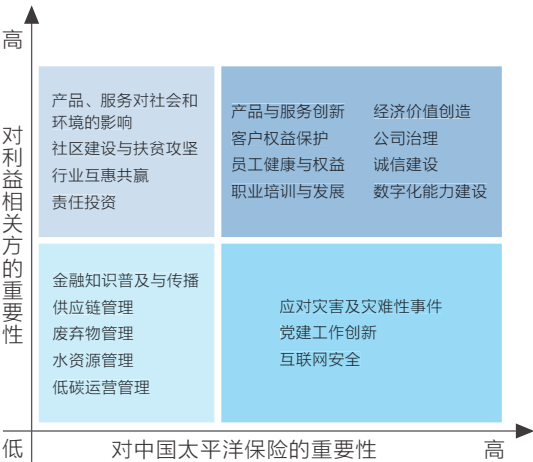 高
对利益相关方的重要性
产品、服务对社会和
环境的影响
社区建设与扶贫攻坚
行业互惠共赢
责任投资
产品与服务创新
客户权益保护
员工健康与权益
职业培训与发展
经济价值创造
公司治理
诚信建设
数字化能力建设
金融知识普及与传播
供应链管理
废弃物管理
水资源管理
低碳运营管理
应对灾害及灾难性事件
党建工作创新
互联网安全
低
对中国太平洋保险的重要性
高